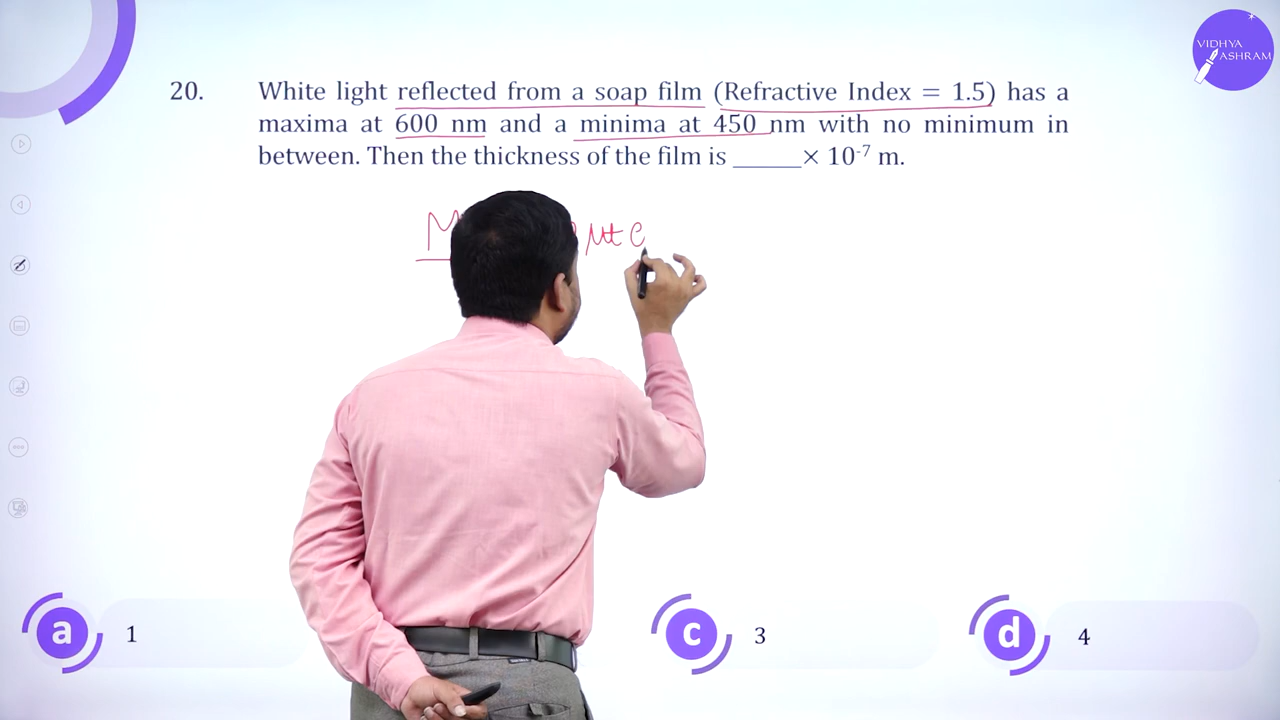 VIDHYA
ASHRAM
20. White light reflected from a soap film (Refractive Index = 1.5) has a
maxima at 600 nm and a minima at 450 nm with no minimum in
between. Then the thickness of the film is _____× 10⁻⁷ m.
μt
a 1
c 3
d 4